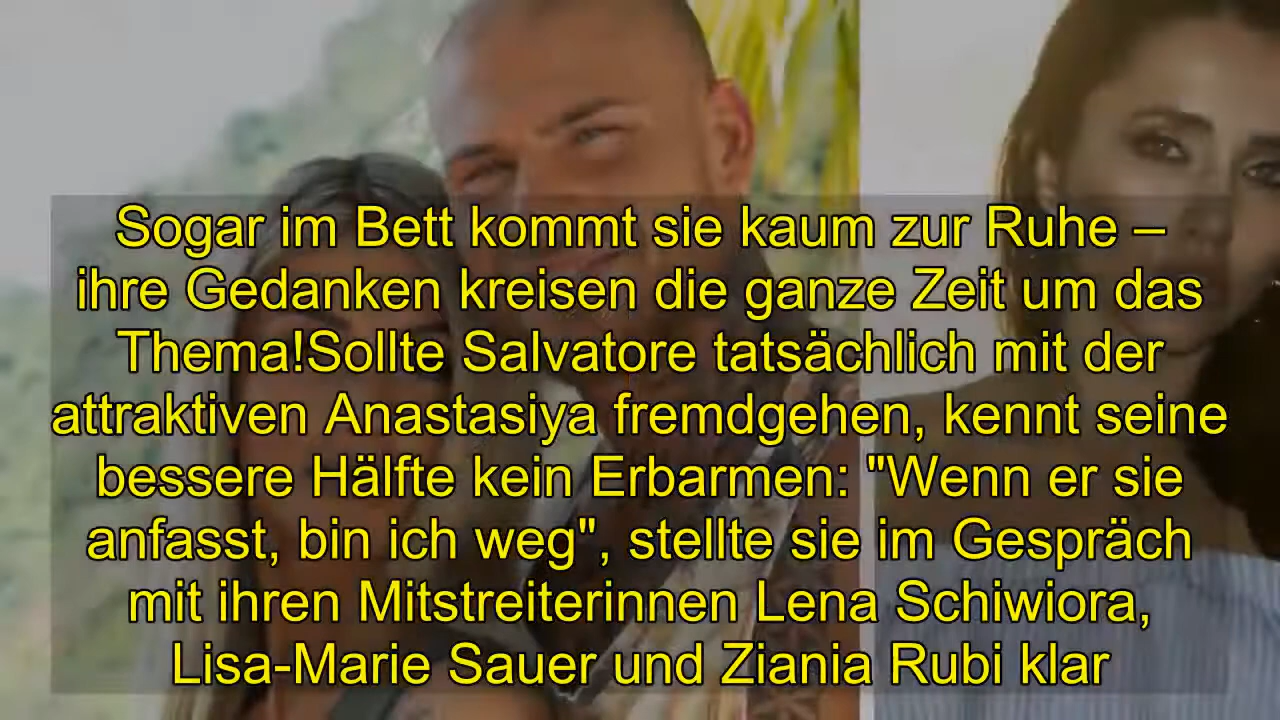 Sogar im Bett kommt sie kaum zur Ruhe –
ihre Gedanken kreisen die ganze Zeit um das
Thema!Sollte Salvatore tatsächlich mit der
attraktiven Anastasiya fremdgehen, kennt seine
bessere Hälfte kein Erbarmen: "Wenn er sie
anfasst, bin ich weg", stellte sie im Gespräch
mit ihren Mitstreiterinnen Lena Schiwiora,
Lisa-Marie Sauer und Ziania Rubi klar